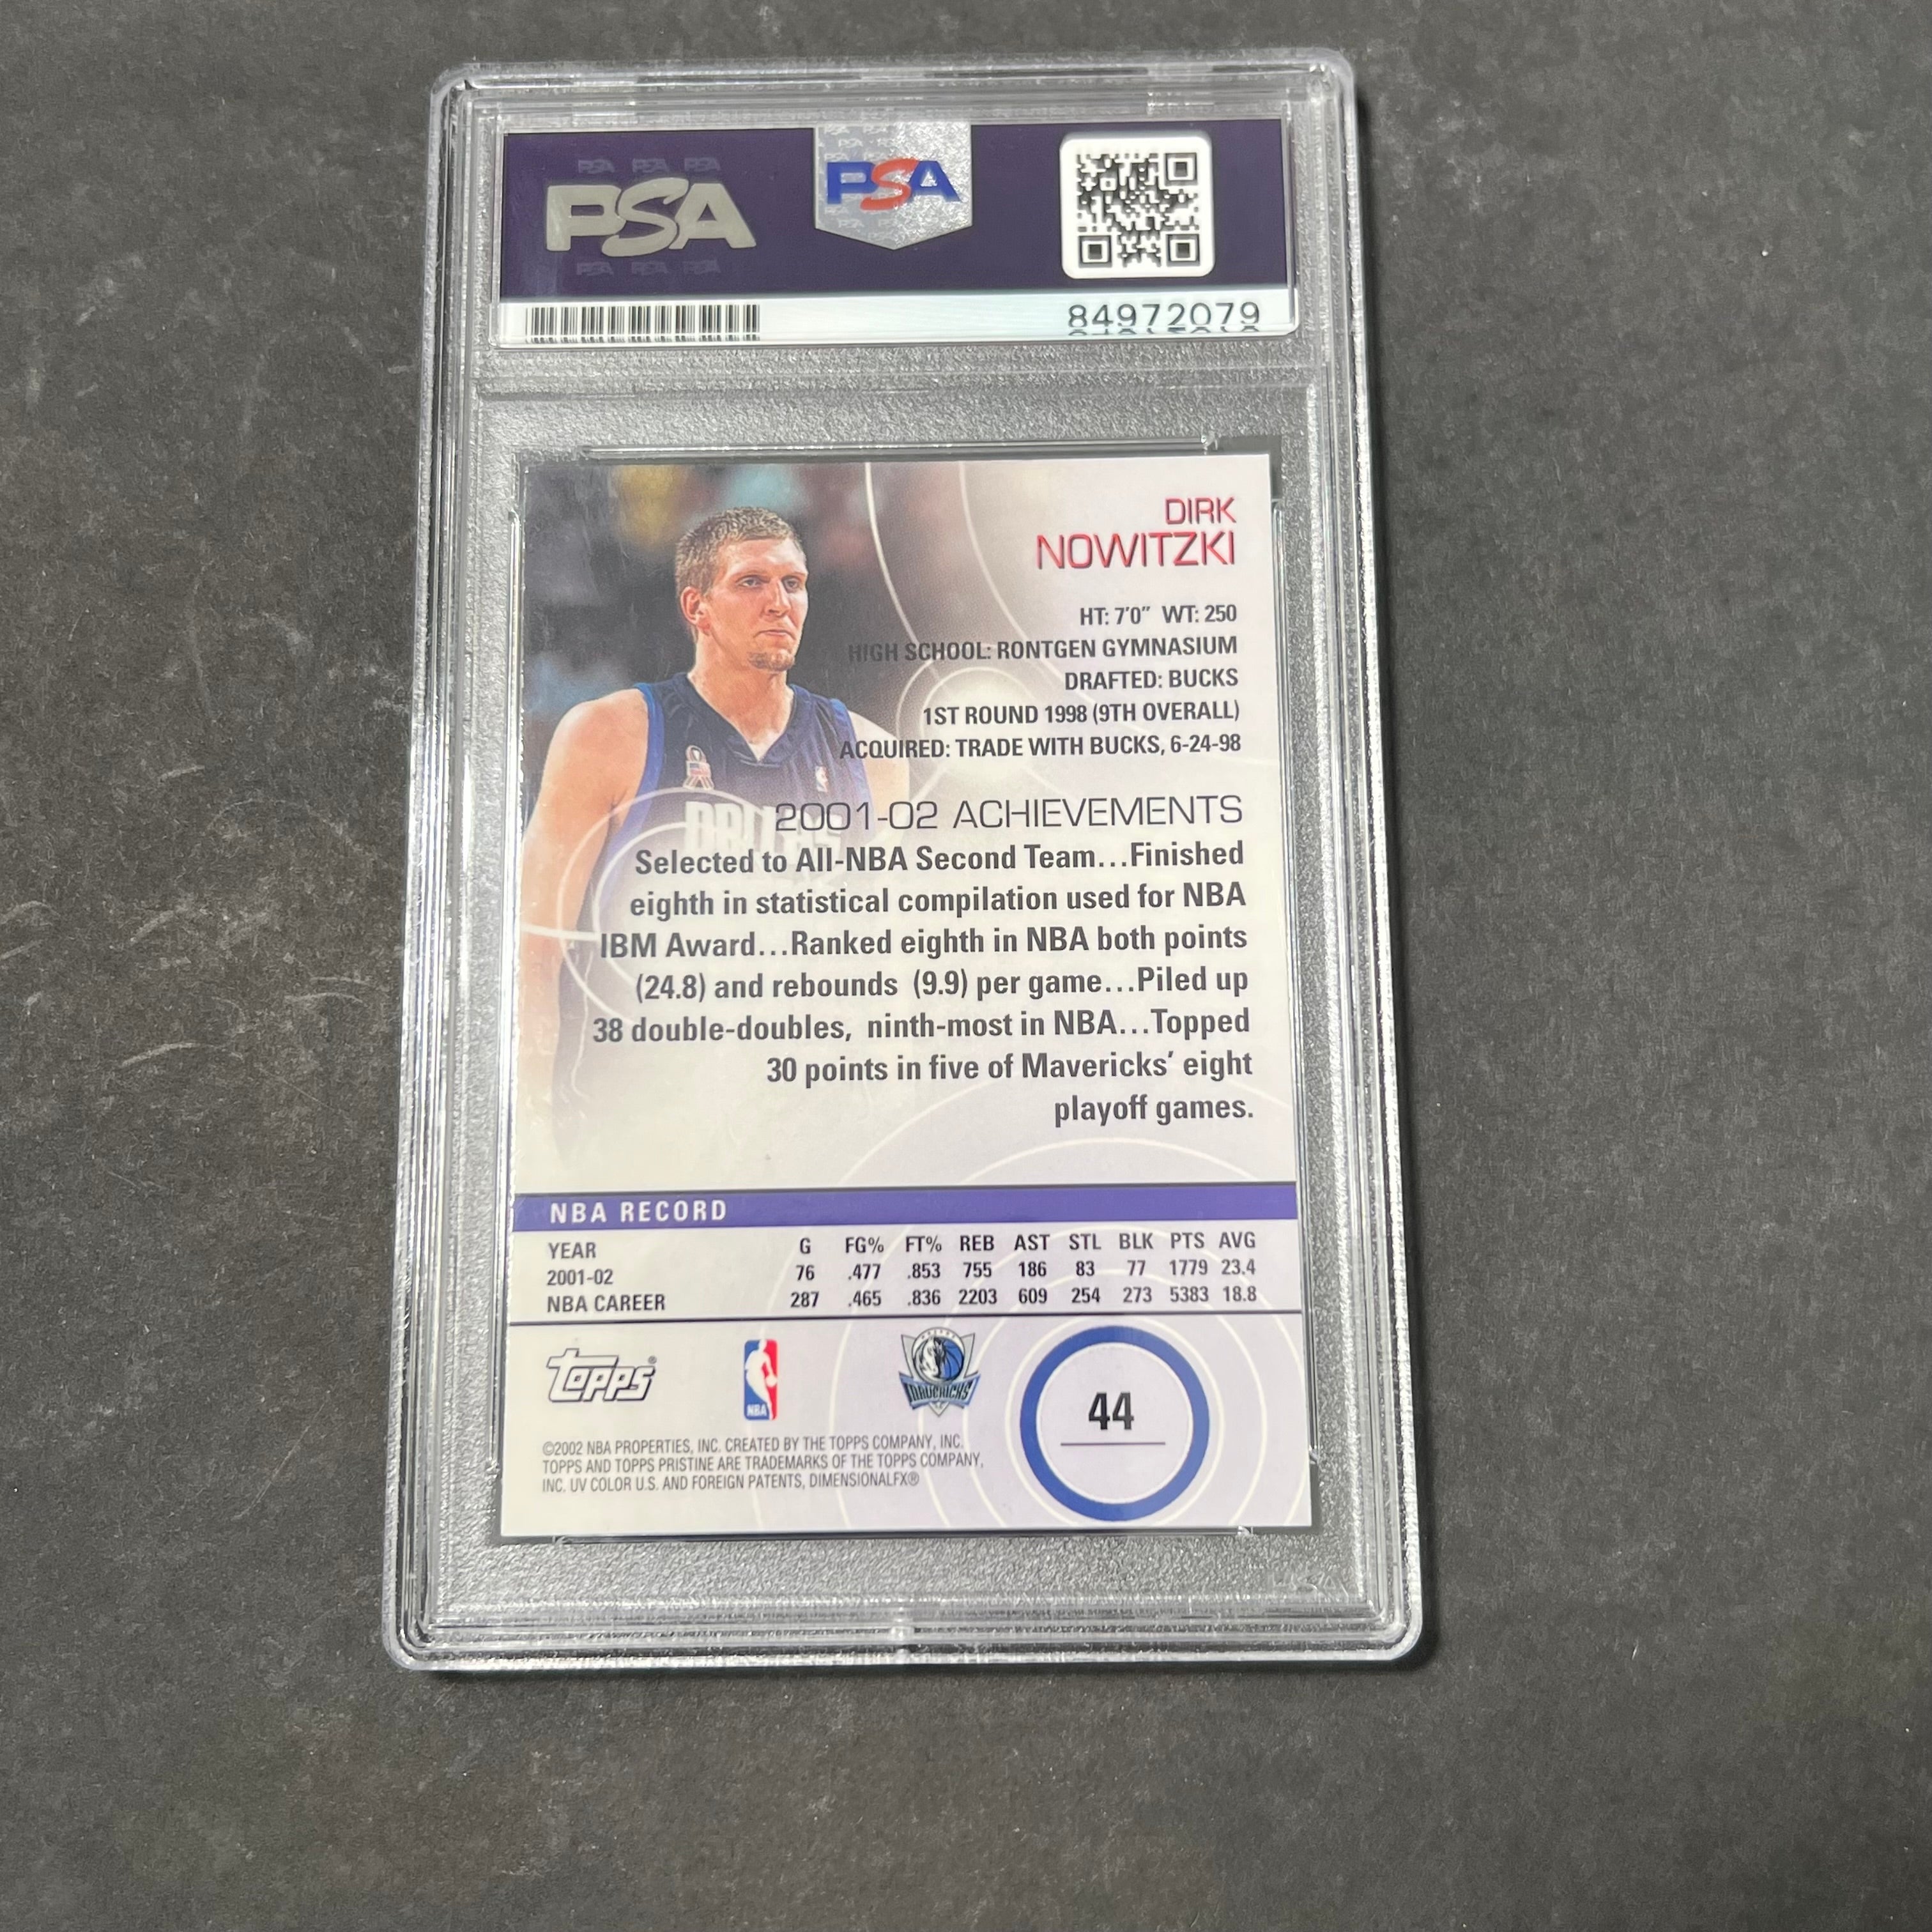 PSA PSA PSA
PSA
PSA PSA PSA
PSA
84972079
DIRK
NOWITZKI
HT: 7'0" WT: 250
HIGH SCHOOL: RONTGEN GYMNASIUM
DRAFTED: BUCKS
1ST ROUND 1998 (9TH OVERALL)
ACQUIRED: TRADE WITH BUCKS, 6-24-98
2001-02 ACHIEVEMENTS
Selected to All-NBA Second Team...Finished
eighth in statistical compilation used for NBA
IBM Award...Ranked eighth in NBA both points
(24.8) and rebounds (9.9) per game...Piled up
38 double-doubles, ninth-most in NBA...Topped
30 points in five of Mavericks' eight
playoff games.
NBA RECORD
YEAR G FG% FT% REB AST STL BLK PTS AVG
2001-02 76 .477 .853 755 186 83 77 1779 23.4
NBA CAREER 287 .465 .836 2203 609 254 273 5383 18.8
Topps®
NBA
MAVERICKS
44
©2002 NBA PROPERTIES, INC. CREATED BY THE TOPPS COMPANY, INC.
TOPPS AND TOPPS PRISTINE ARE TRADEMARKS OF THE TOPPS COMPANY,
INC. UV COLOR U.S. AND FOREIGN PATENTS, DIMENSIONALFX®